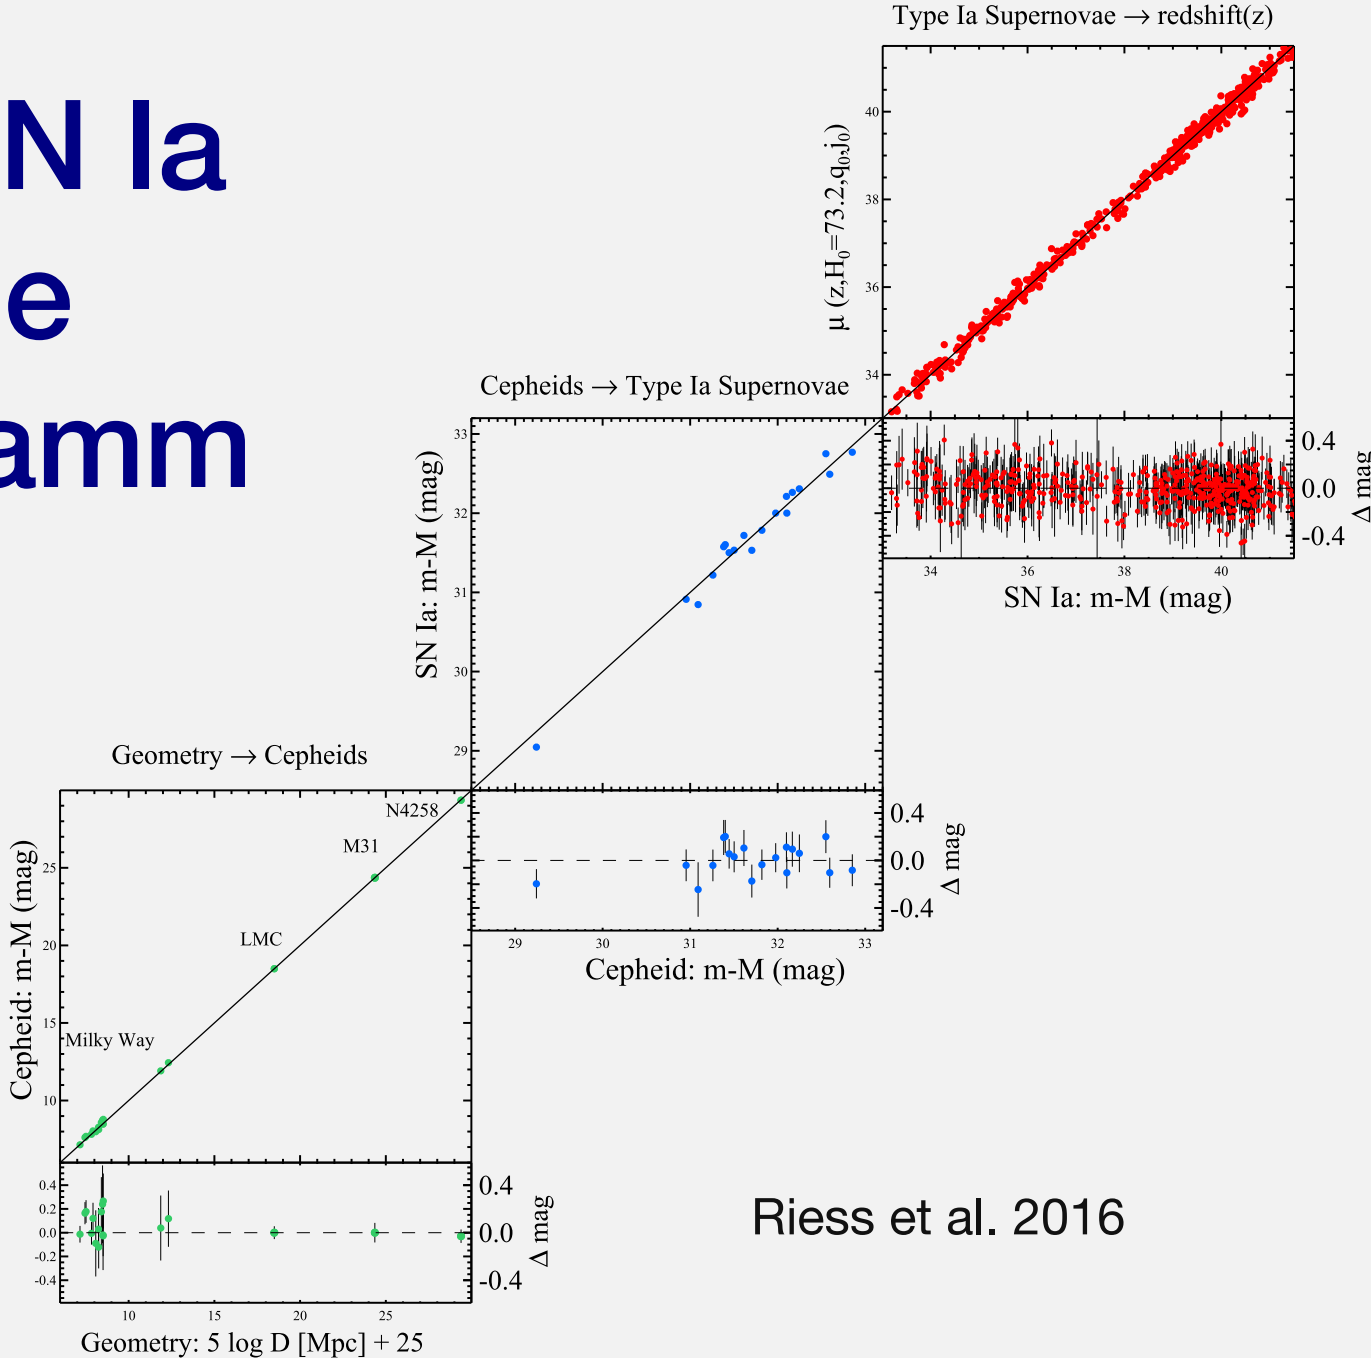 Type Ia Supernovae → redshift(z)
N Ia
e
amm
μ (z,H₀=73.2,q₀,j₀)
40
38
36
34
0.4
0.0
-0.4
Δ mag
34 36 38 40
SN Ia: m-M (mag)
Cepheids → Type Ia Supernovae
SN Ia: m-M (mag)
33
32
31
30
29
0.4
0.0
-0.4
Δ mag
29 30 31 32 33
Cepheid: m-M (mag)
Geometry → Cepheids
Cepheid: m-M (mag)
N4258
M31
LMC
Milky Way
25
20
15
10
0.4
0.2
0.0
-0.2
-0.4
0.4
0.0
-0.4
Δ mag
10 15 20 25
Geometry: 5 log D [Mpc] + 25
Riess et al. 2016